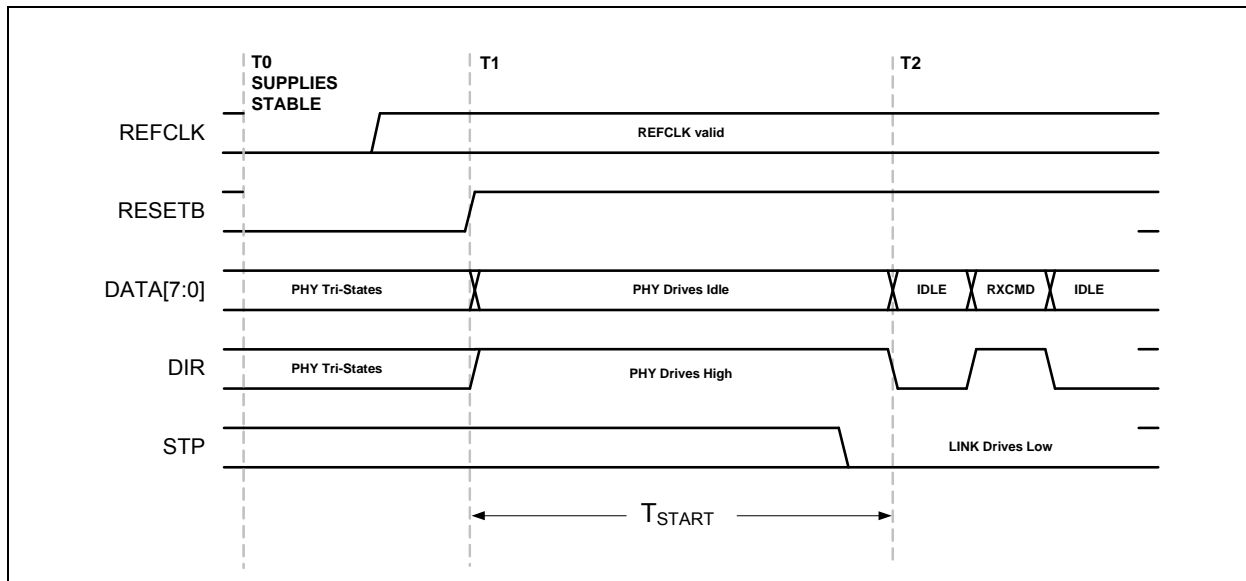 T0
SUPPLIES
STABLE
T1
T2
REFCLK
REFCLK valid
RESETB
DATA[7:0]
PHY Tri-States
PHY Drives Idle
IDLE
RXCMD
IDLE
DIR
PHY Tri-States
PHY Drives High
STP
LINK Drives Low
TSTART